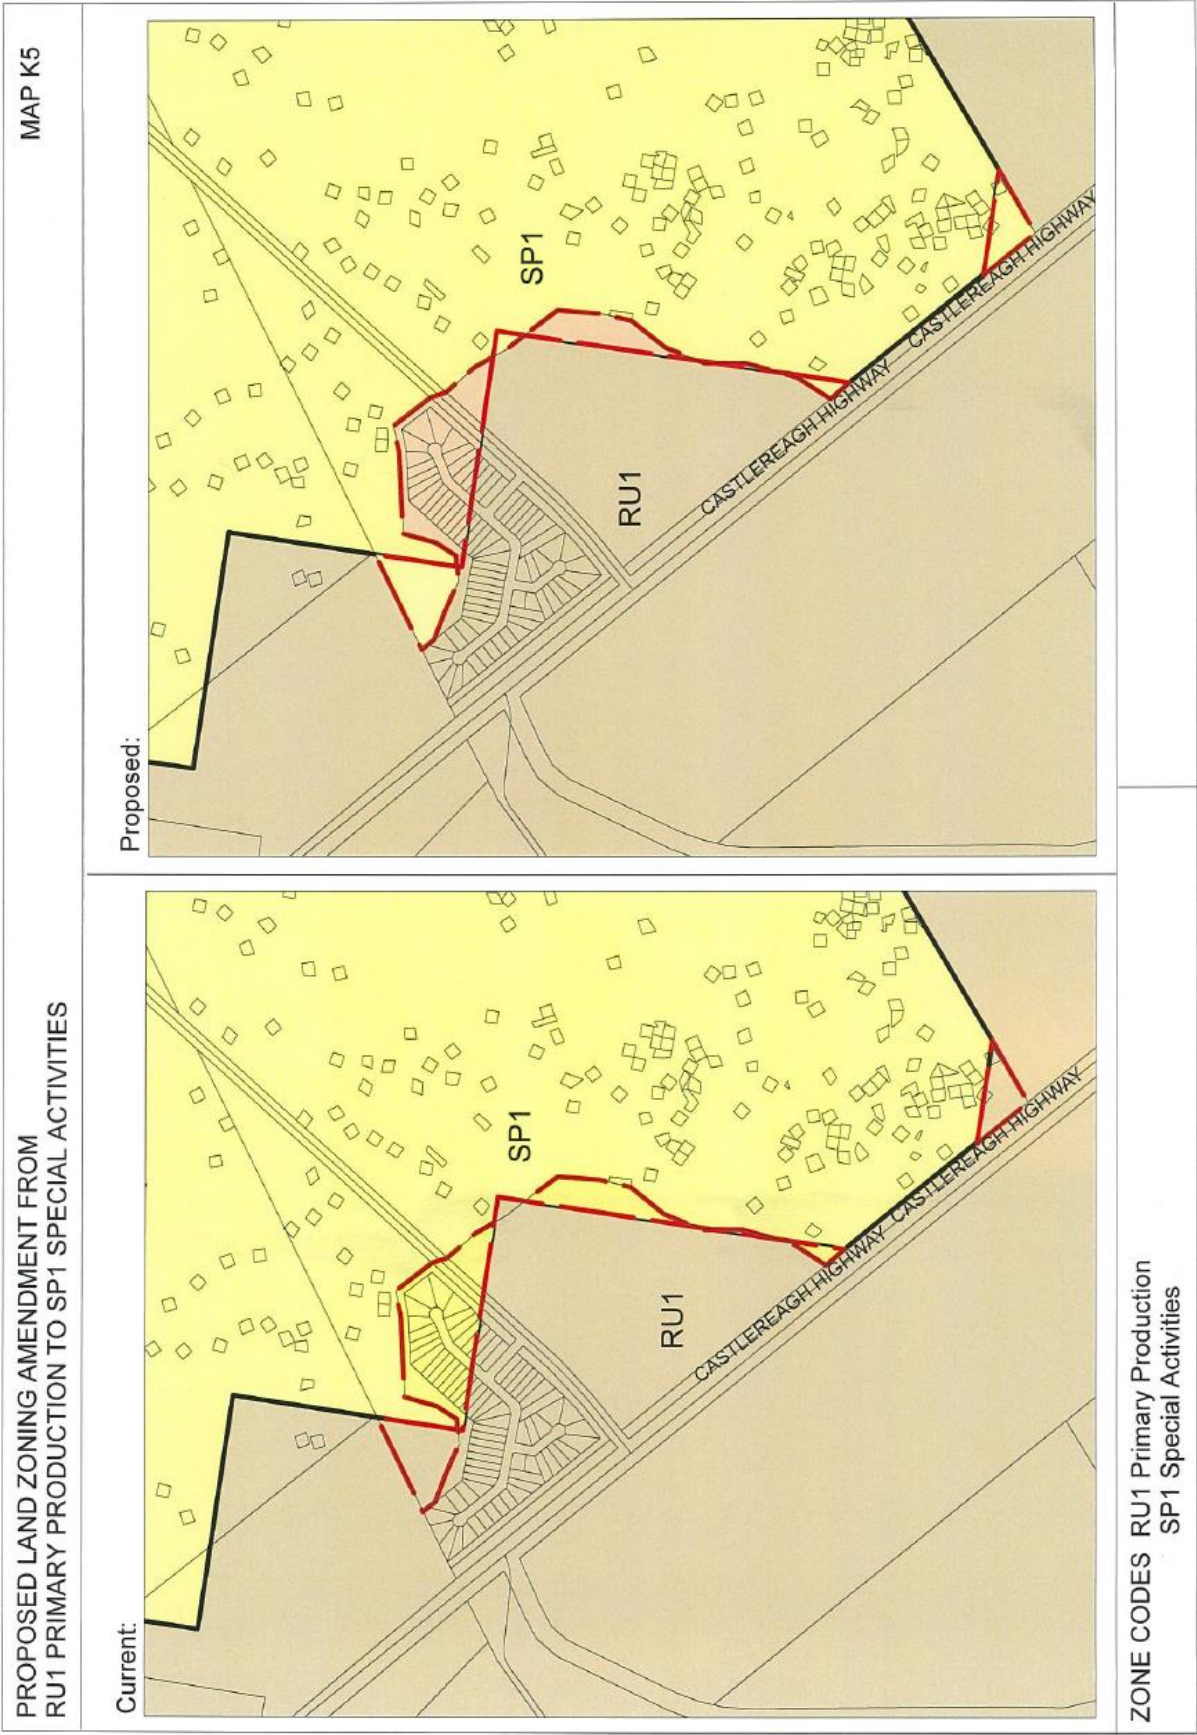 PROPOSED LAND ZONING AMENDMENT FROM
RU1 PRIMARY PRODUCTION TO SP1 SPECIAL ACTIVITIES
MAP K5
Current:
SP1
RU1
CASTLEREAGH HIGHWAY
CASTLEREAGH HIGHWAY
Proposed:
SP1
RU1
CASTLEREAGH HIGHWAY
CASTLEREAGH HIGHWAY
ZONE CODES RU1 Primary Production
SP1 Special Activities